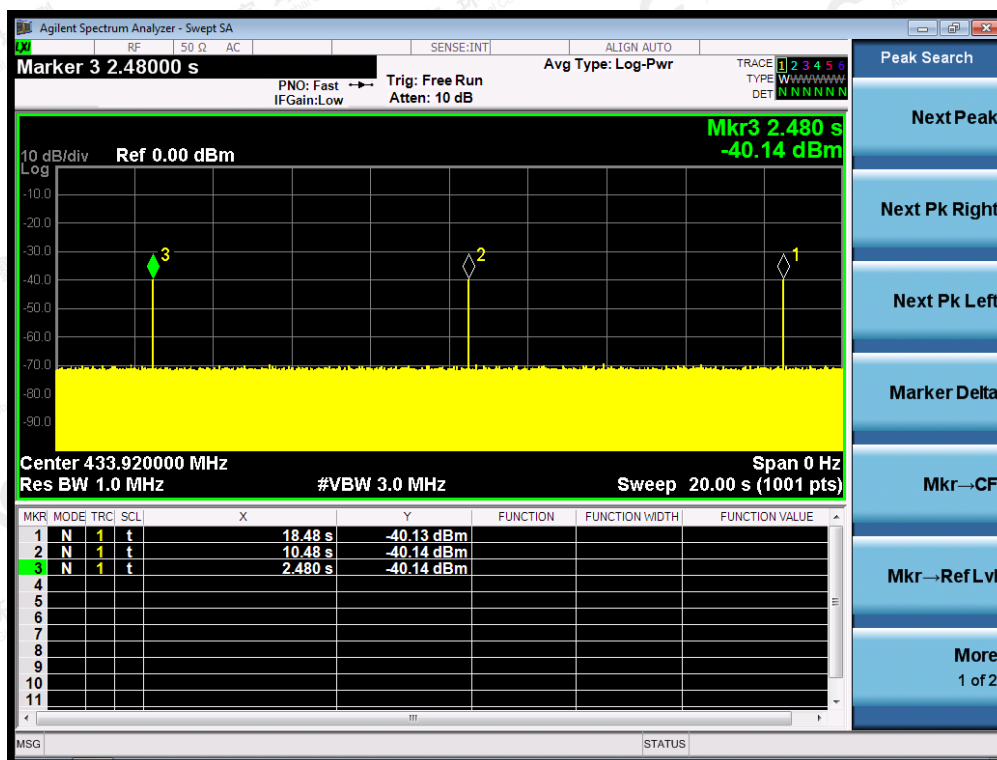 Agilent Spectrum Analyzer - Swept SA
LXI RF 50 Ω AC SENSE:INT ALIGN AUTO
Marker 3 2.48000 s
PNO: Fast
IFGain:Low
Trig: Free Run
Atten: 10 dB
Avg Type: Log-Pwr
TRACE 1 2 3 4 5 6
TYPE W
DET N N N N N N
Mkr3 2.480 s
-40.14 dBm
10 dB/div Ref 0.00 dBm
Log
-10.0
-20.0
-30.0
-40.0
-50.0
-60.0
-70.0
-80.0
-90.0
3
2
1
Center 433.920000 MHz Span 0 Hz
Res BW 1.0 MHz #VBW 3.0 MHz Sweep 20.00 s (1001 pts)
MKR MODE TRC SCL X Y FUNCTION FUNCTION WIDTH FUNCTION VALUE
1 N 1 t 18.48 s -40.13 dBm
2 N 1 t 10.48 s -40.14 dBm
3 N 1 t 2.480 s -40.14 dBm
4
5
6
7
8
9
10
11
MSG STATUS
Peak Search
Next Peak
Next Pk Right
Next Pk Left
Marker Delta
Mkr→CF
Mkr→Ref Lvl
More
1 of 2